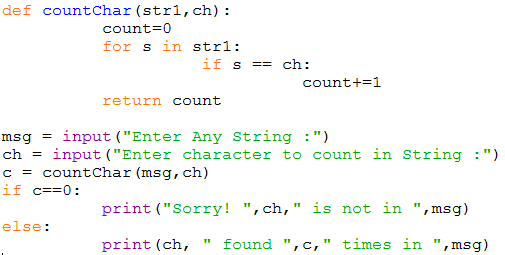 def countChar(str1,ch):
    count=0
    for s in str1:
        if s == ch:
            count+=1
    return count

msg = input("Enter Any String :")
ch = input("Enter character to count in String :")
c = countChar(msg,ch)
if c==0:
    print("Sorry! ",ch," is not in ",msg)
else:
    print(ch, " found ",c," times in ",msg)